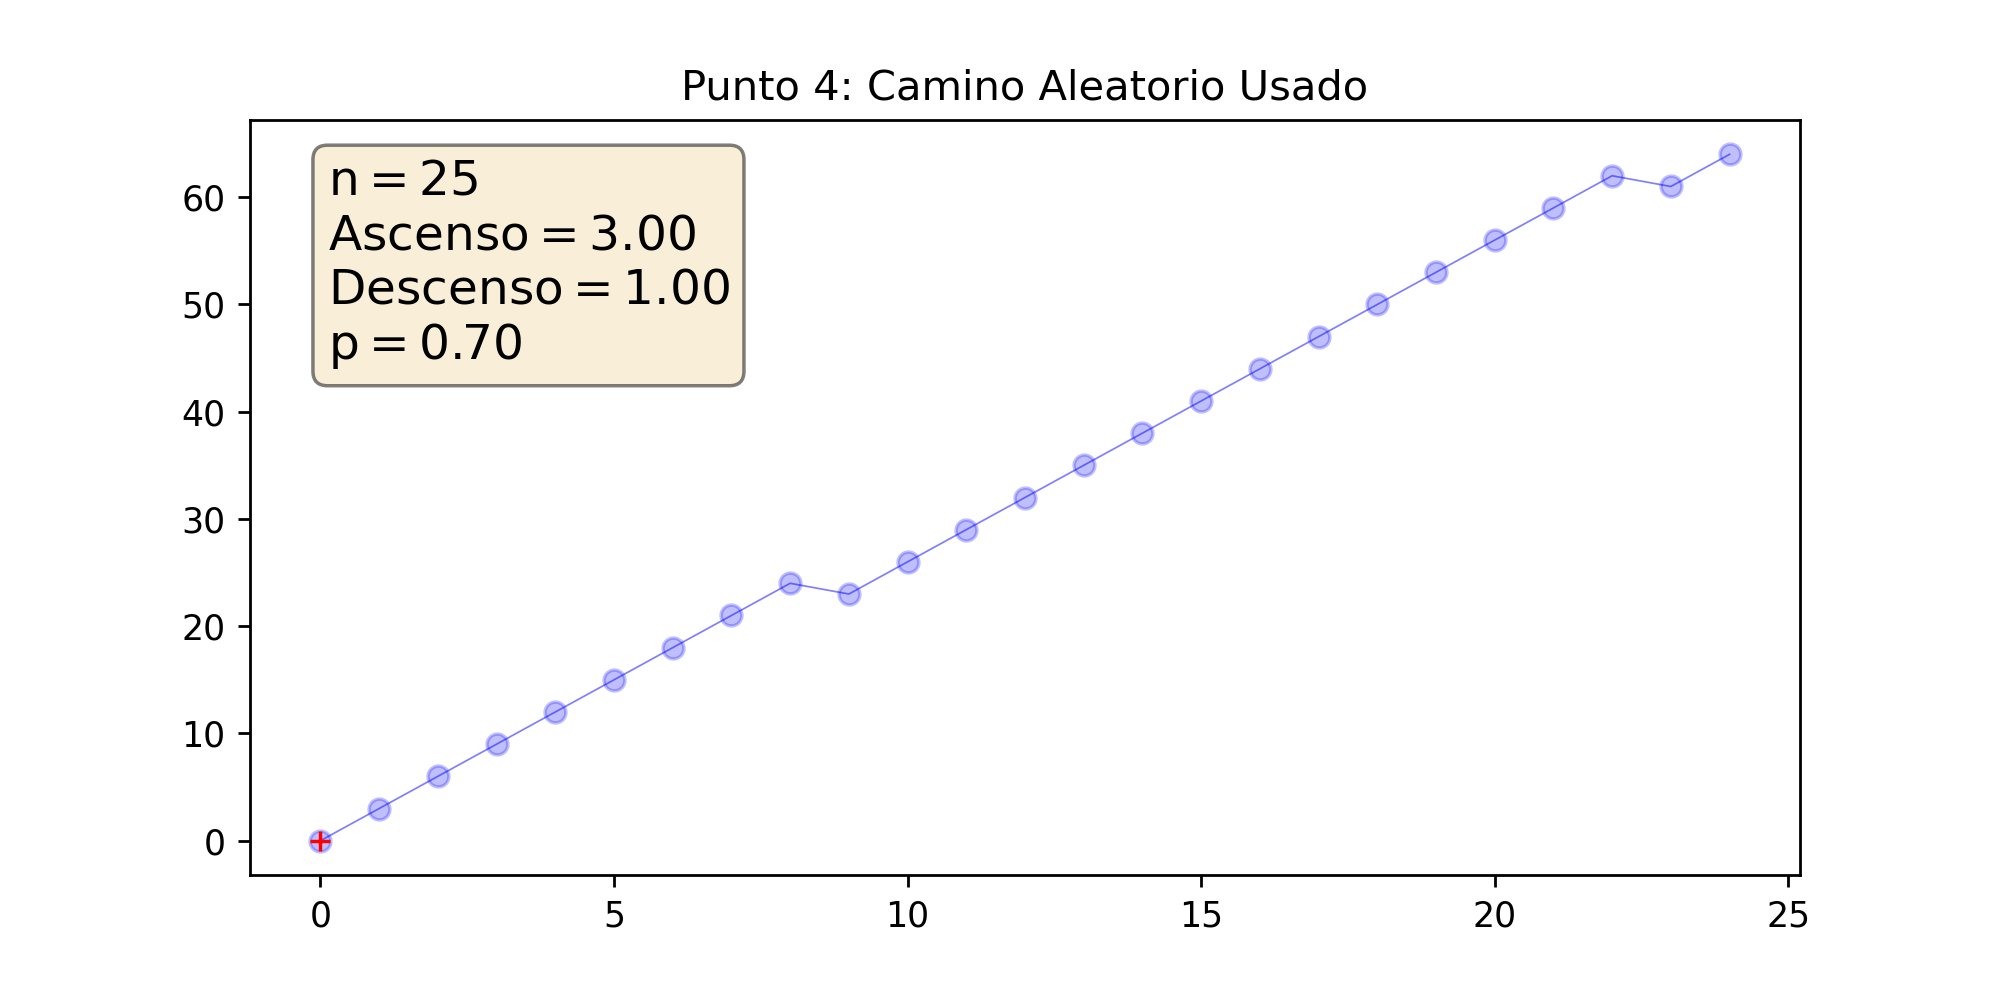 Punto 4: Camino Aleatorio Usado
n = 25
Ascenso = 3.00
Descenso = 1.00
p = 0.70
60
50
40
30
20
10
0
0 5 10 15 20 25